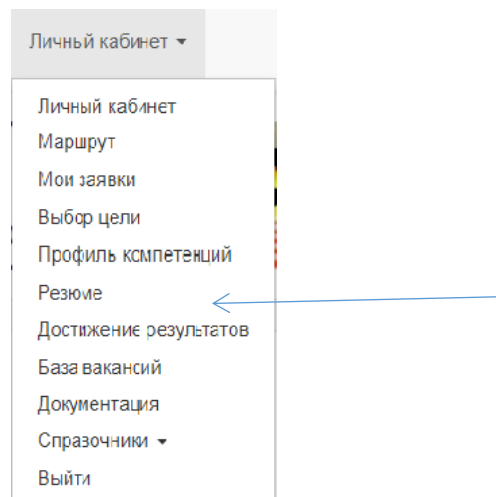 Личный кабинет
Личный кабинет
Маршрут
Мои заявки
Выбор цели
Профиль компетенций
Резюме
Достижение результатов
База вакансий
Документация
Справочники
Выйти